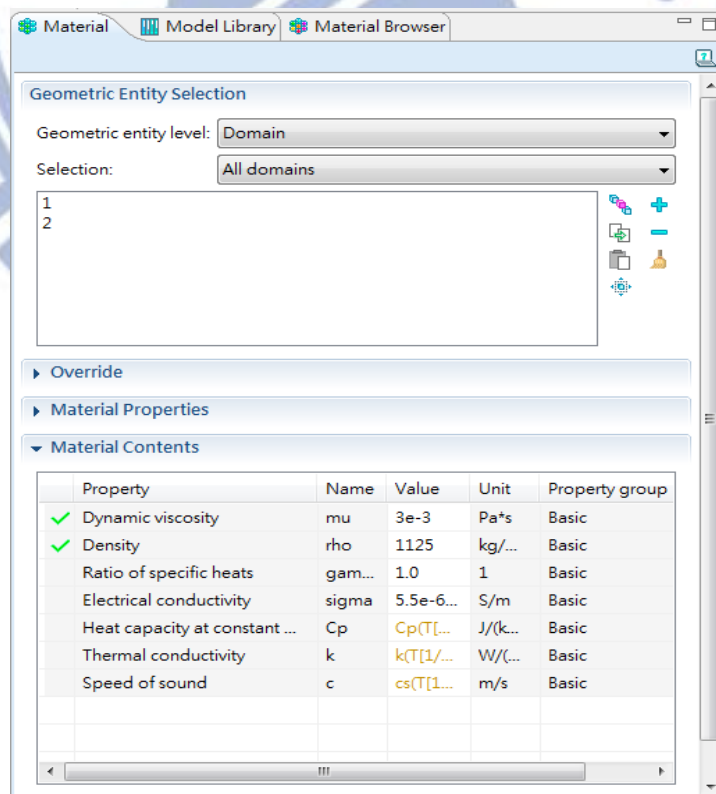 Material Model Library Material Browser
Geometric Entity Selection
Geometric entity level: Domain
Selection: All domains
1
2
Override
Material Properties
Material Contents
Property Name Value Unit Property group
Dynamic viscosity mu 3e-3 Pa*s Basic
Density rho 1125 kg/... Basic
Ratio of specific heats gam... 1.0 1 Basic
Electrical conductivity sigma 5.5e-6... S/m Basic
Heat capacity at constant ... Cp Cp(T[... J/(k... Basic
Thermal conductivity k k(T[1/... W/(... Basic
Speed of sound c cs(T[1... m/s Basic